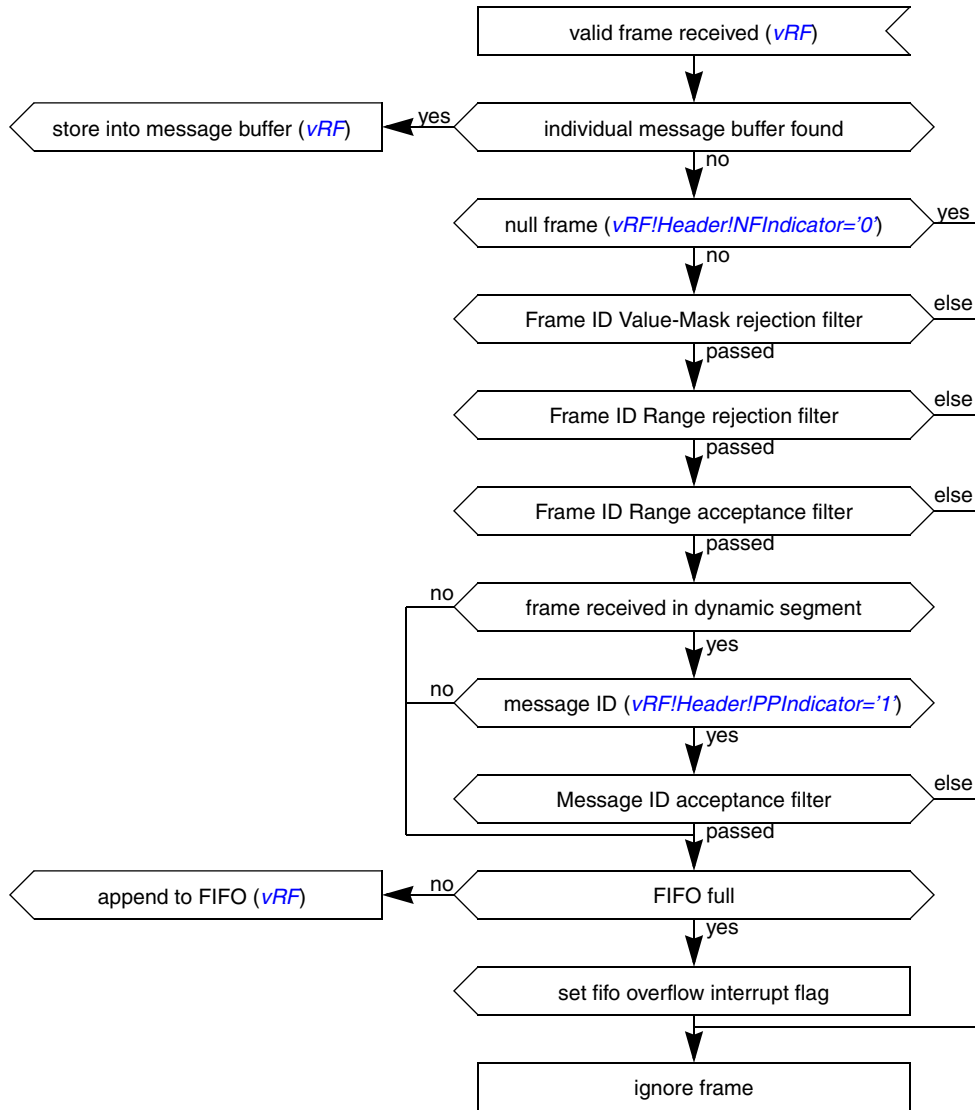 valid frame received (vRF)
store into message buffer (vRF)
yes
individual message buffer found
no
null frame (vRF!Header!NFIndicator='0')
yes
no
Frame ID Value-Mask rejection filter
else
passed
Frame ID Range rejection filter
else
passed
Frame ID Range acceptance filter
else
passed
no
frame received in dynamic segment
yes
no
message ID (vRF!Header!PPIndicator='1')
yes
Message ID acceptance filter
else
passed
append to FIFO (vRF)
no
FIFO full
yes
set fifo overflow interrupt flag
ignore frame